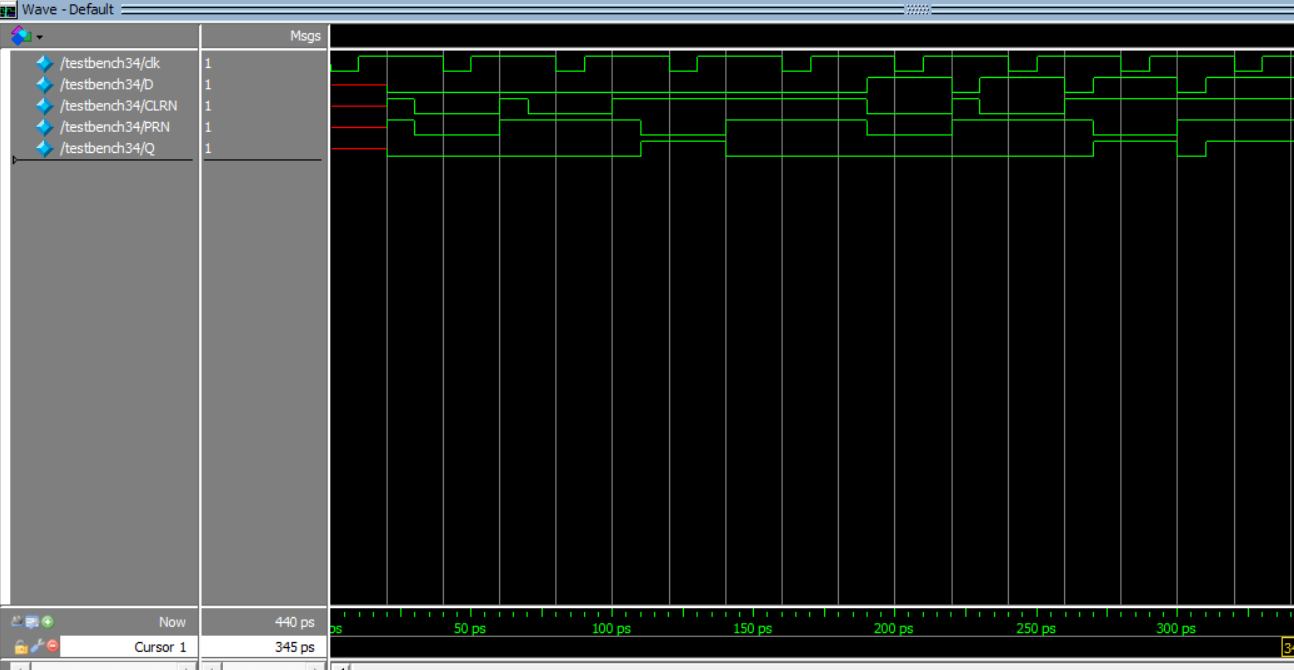 Wave - Default
Msgs
/testbench34/clk 1
/testbench34/D 1
/testbench34/CLRN 1
/testbench34/PRN 1
/testbench34/Q 1
Now 440 ps
ps 50 ps 100 ps 150 ps 200 ps 250 ps 300 ps
Cursor 1 345 ps